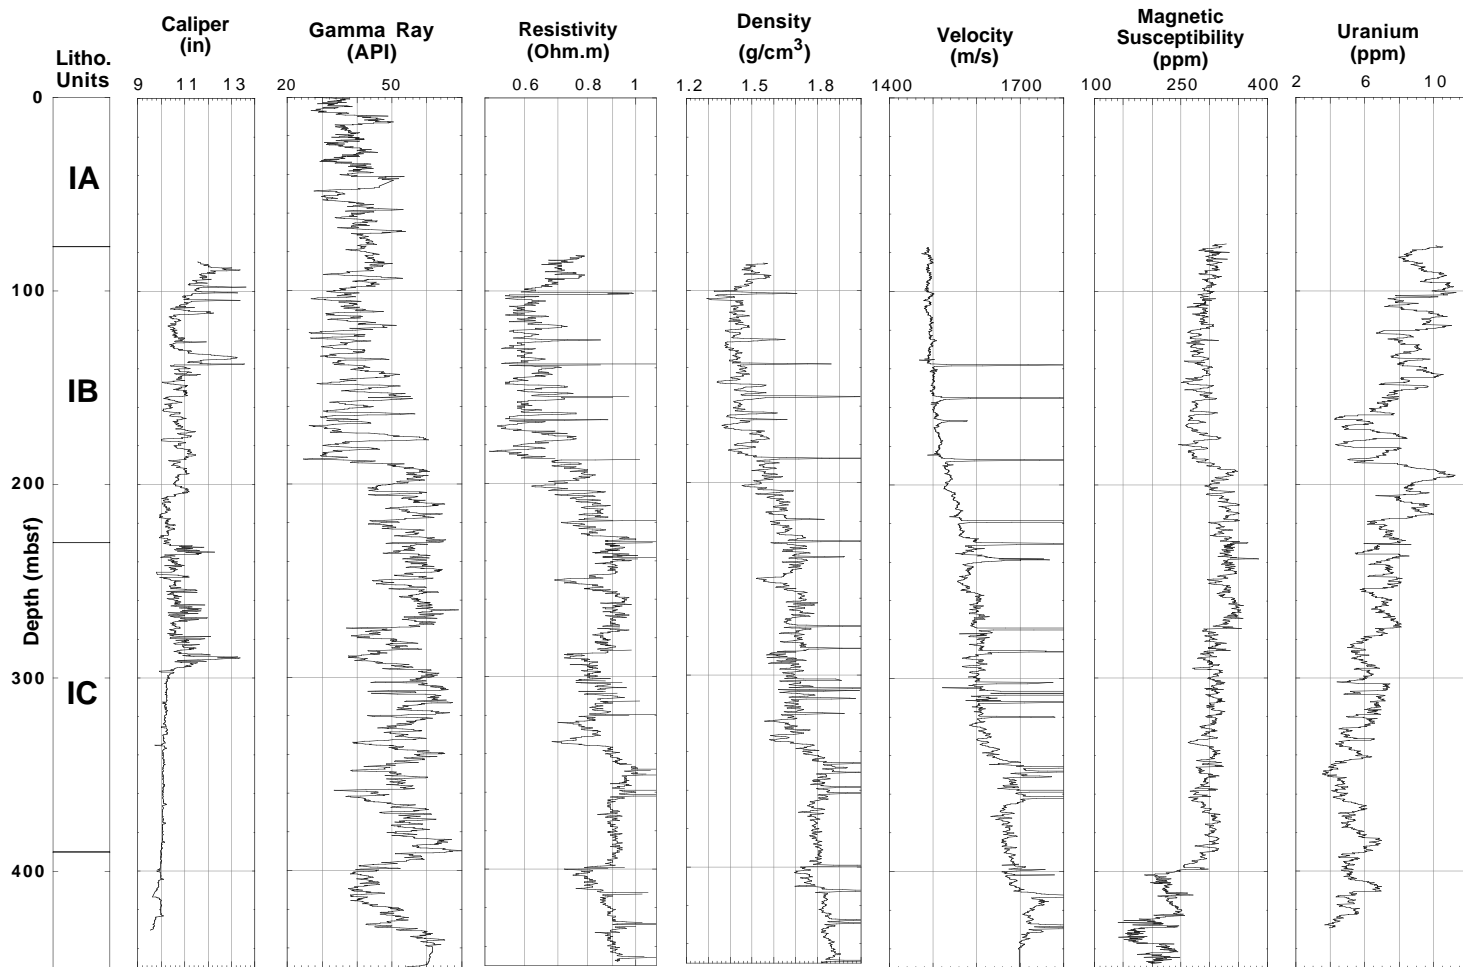 Litho.
Units
Caliper
(in)
9 11 13
Gamma Ray
(API)
20 50
Resistivity
(Ohm.m)
0.6 0.8 1
Density
(g/cm³)
1.2 1.5 1.8
Velocity
(m/s)
1400 1700
Magnetic
Susceptibility
(ppm)
100 250 400
Uranium
(ppm)
2 6 10
0
100
200
300
400
Depth (mbsf)
IA
IB
IC